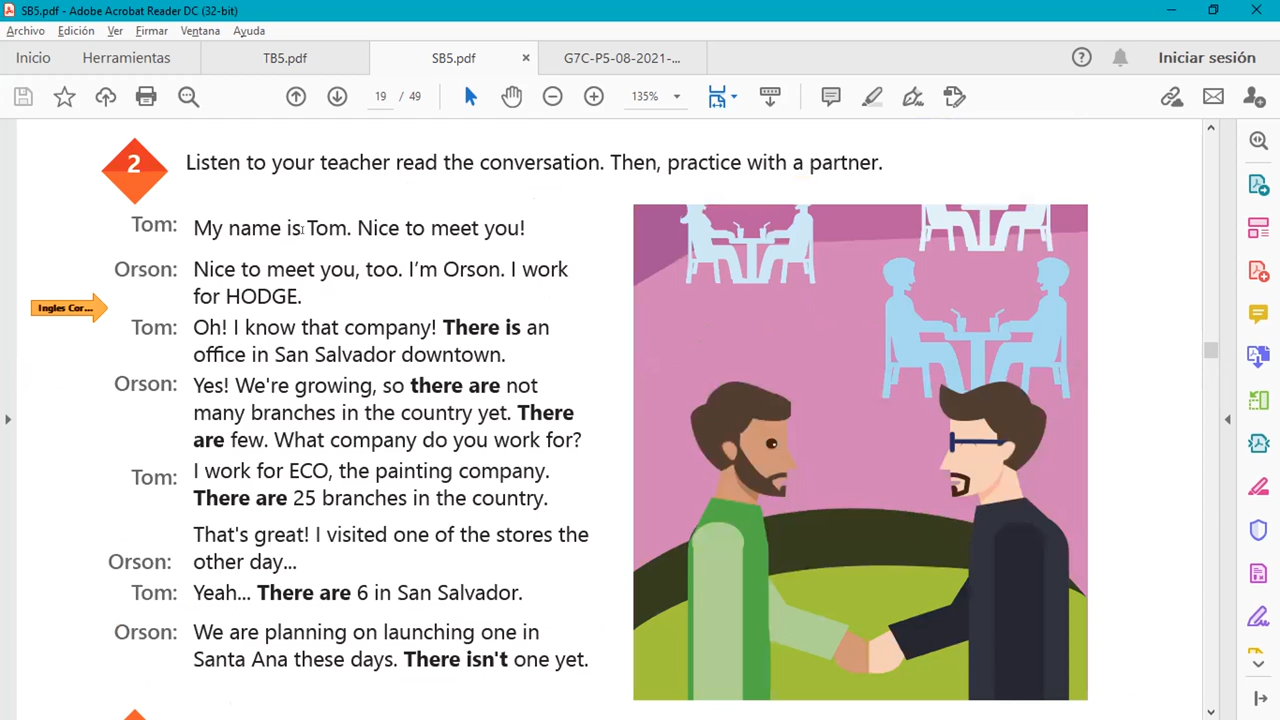 SB5.pdf - Adobe Acrobat Reader DC (32-bit)
Archivo Edición Ver Firmar Ventana Ayuda
Inicio Herramientas TB5.pdf SB5.pdf × G7C-P5-08-2021-... Iniciar sesión
19 / 49 135%
2 Listen to your teacher read the conversation. Then, practice with a partner.
Tom: My name is Tom. Nice to meet you!
Orson: Nice to meet you, too. I'm Orson. I work
for HODGE.
Ingles Cor...
Tom: Oh! I know that company! There is an
office in San Salvador downtown.
Orson: Yes! We're growing, so there are not
many branches in the country yet. There
are few. What company do you work for?
Tom: I work for ECO, the painting company.
There are 25 branches in the country.
That's great! I visited one of the stores the
Orson: other day...
Tom: Yeah... There are 6 in San Salvador.
Orson: We are planning on launching one in
Santa Ana these days. There isn't one yet.